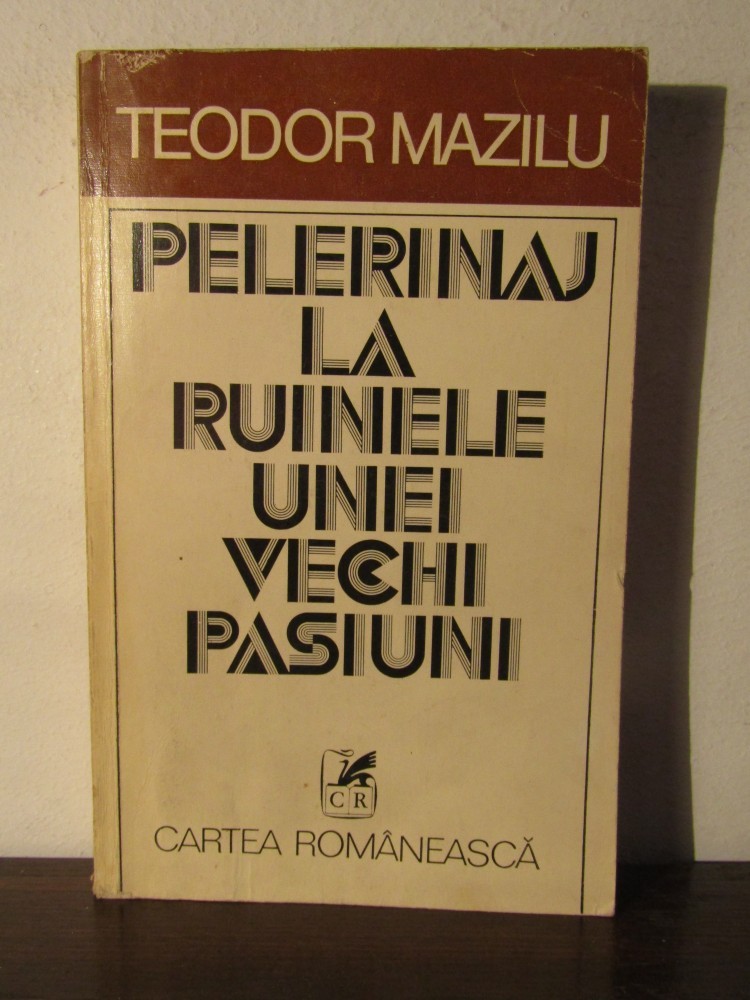 TEODOR MAZILU
PELERINAJ
LA
RUINELE
UNEI
VECHI
PASIUNI
CR
CARTEA ROMÂNEASCĂ